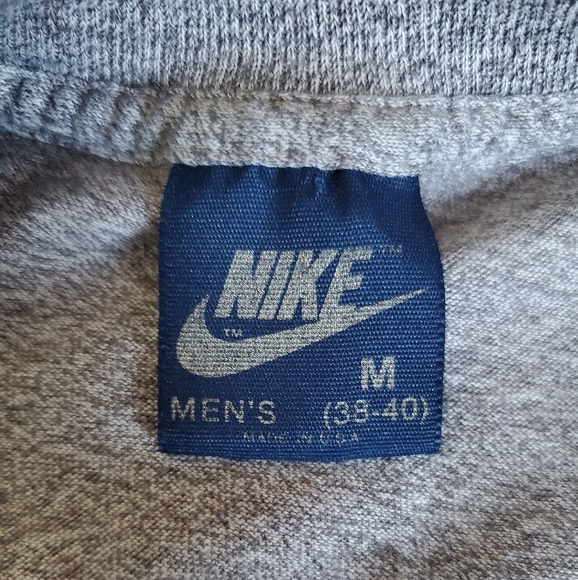 NIKE™
™
M
MEN'S (38-40)
MADE IN U.S.A